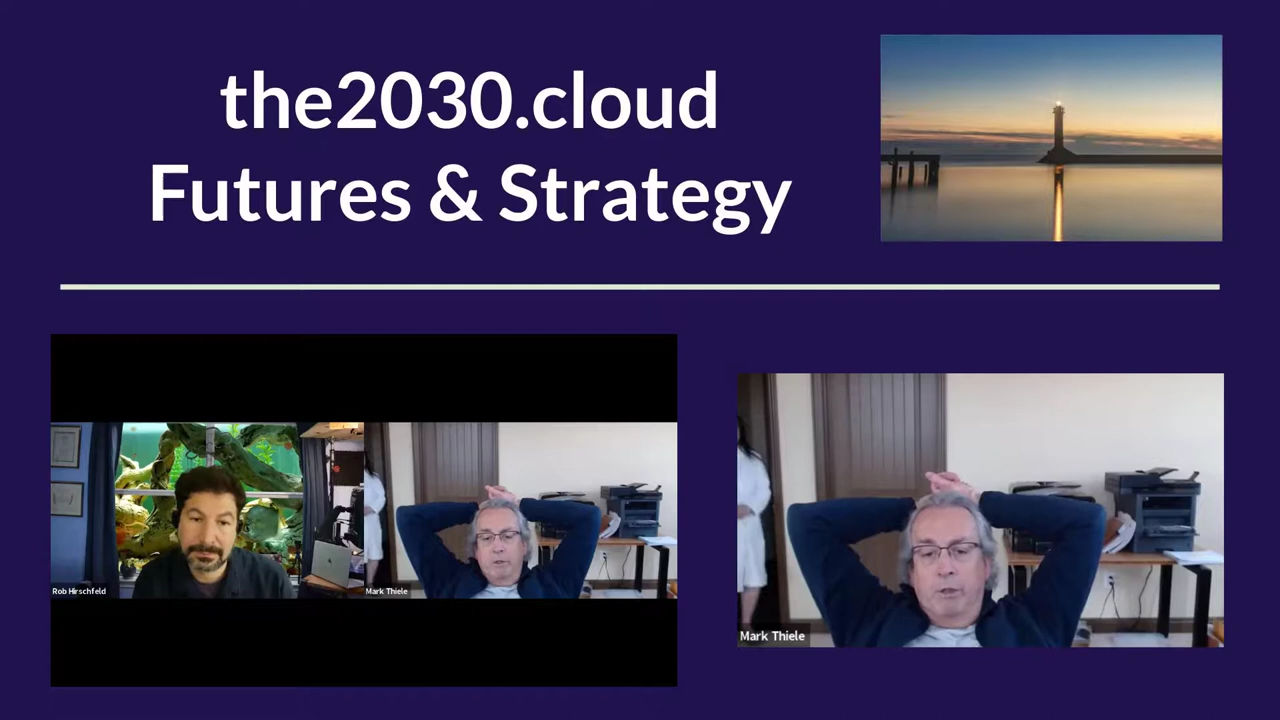 the2030.cloud
Futures & Strategy
Rob Hirschfeld
Mark Thiele
Mark Thiele